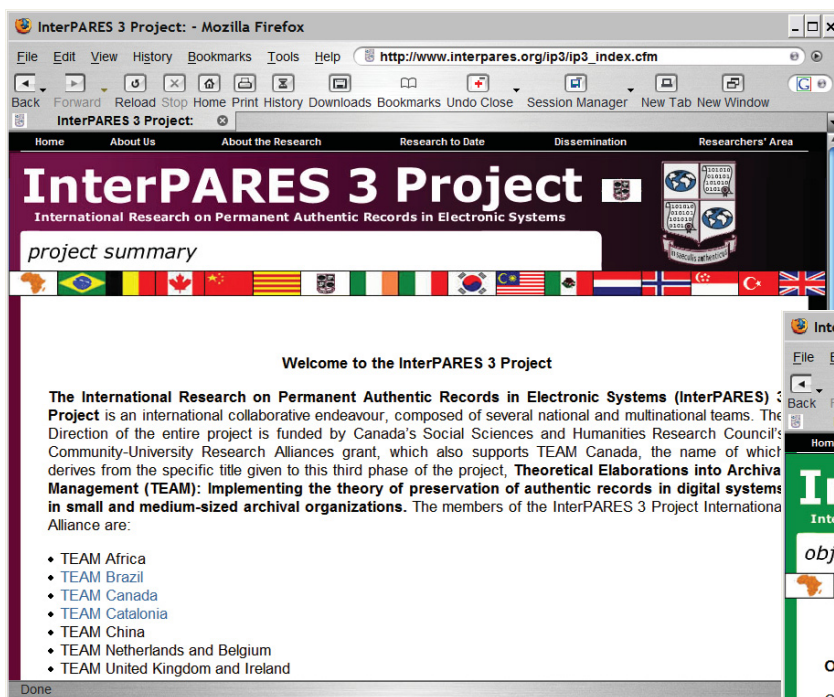 InterPARES 3 Project: - Mozilla Firefox
File Edit View History Bookmarks Tools Help http://www.interpares.org/ip3/ip3_index.cfm
Back Forward Reload Stop Home Print History Downloads Bookmarks Undo Close Session Manager New Tab New Window
InterPARES 3 Project:
Home About Us About the Research Research to Date Dissemination Researchers' Area
InterPARES 3 Project
International Research on Permanent Authentic Records in Electronic Systems
project summary
Welcome to the InterPARES 3 Project
The International Research on Permanent Authentic Records in Electronic Systems (InterPARES) 3
Project is an international collaborative endeavour, composed of several national and multinational teams. The
Direction of the entire project is funded by Canada's Social Sciences and Humanities Research Council's
Community-University Research Alliances grant, which also supports TEAM Canada, the name of which
derives from the specific title given to this third phase of the project, Theoretical Elaborations into Archiva
Management (TEAM): Implementing the theory of preservation of authentic records in digital systems
in small and medium-sized archival organizations. The members of the InterPARES 3 Project Internationa
Alliance are:
• TEAM Africa
• TEAM Brazil
• TEAM Canada
• TEAM Catalonia
• TEAM China
• TEAM Netherlands and Belgium
• TEAM United Kingdom and Ireland
Done
Inte
File E
Back
Hom
I
Inte
obj
O